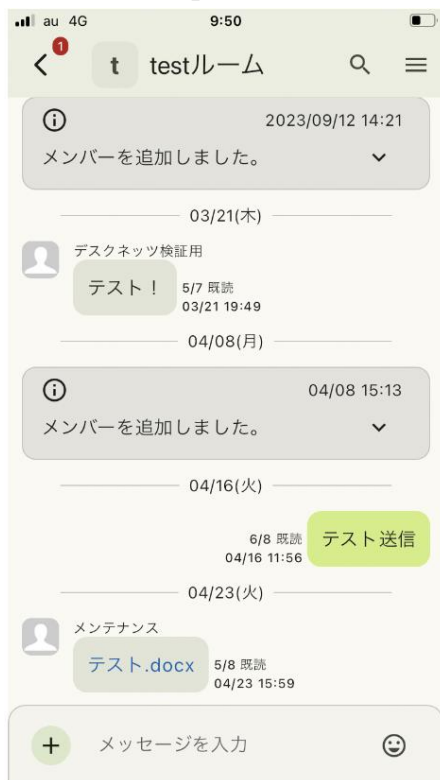 au 4G 9:50
1
t testルーム
2023/09/12 14:21
メンバーを追加しました。
03/21(木)
デスクネッツ検証用
テスト！ 5/7 既読
03/21 19:49
04/08(月)
04/08 15:13
メンバーを追加しました。
04/16(火)
6/8 既読 テスト送信
04/16 11:56
04/23(火)
メンテナンス
テスト.docx 5/8 既読
04/23 15:59
メッセージを入力